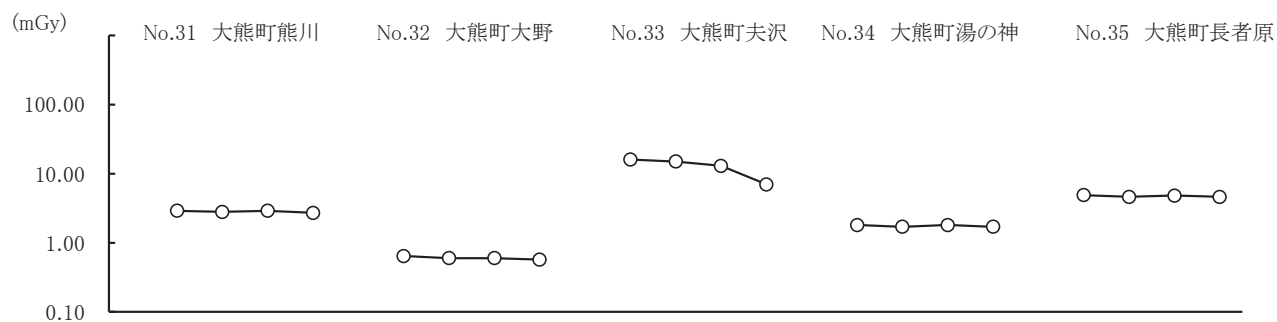 (mGy)
No.31 大熊町熊川
No.32 大熊町大野
No.33 大熊町夫沢
No.34 大熊町湯の神
No.35 大熊町長者原
100.00
10.00
1.00
0.10